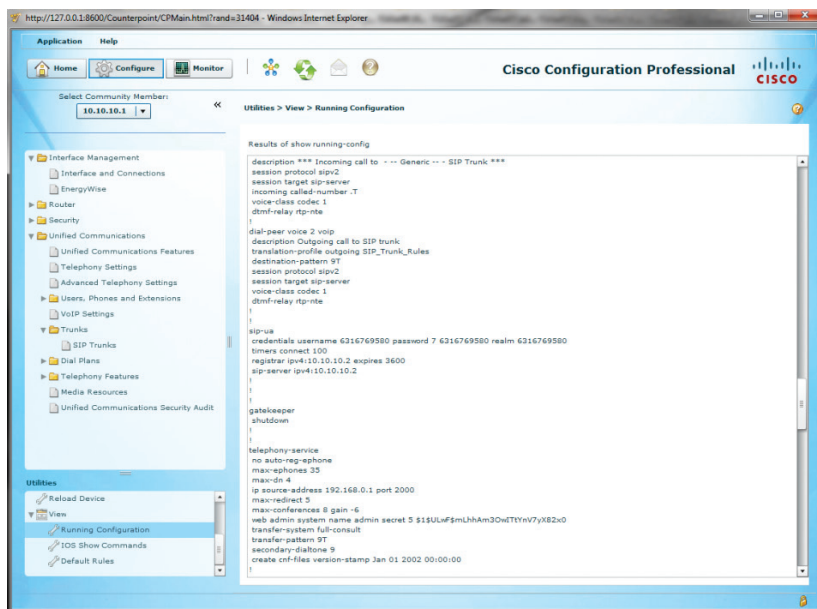 http://127.0.0.1:8600/Counterpoint/CPMain.html?rand=31404 - Windows Internet Explorer
Application Help
Home Configure Monitor
Cisco Configuration Professional
CISCO
Select Community Member:
10.10.10.1
«
Utilities > View > Running Configuration
Interface Management
Interface and Connections
EnergyWise
Router
Security
Unified Communications
Unified Communications Features
Telephony Settings
Advanced Telephony Settings
Users, Phones and Extensions
VoIP Settings
Trunks
SIP Trunks
Dial Plans
Telephony Features
Media Resources
Unified Communications Security Audit
Utilities
Reload Device
View
Running Configuration
IOS Show Commands
Default Rules
Results of show running-config
description *** Incoming call to - -- Generic -- - SIP Trunk ***
session protocol sipv2
session target sip-server
incoming called-number .T
voice-class codec 1
dtmf-relay rtp-nte
!
dial-peer voice 2 voip
description Outgoing call to SIP trunk
translation-profile outgoing SIP_Trunk_Rules
destination-pattern 9T
session protocol sipv2
session target sip-server
voice-class codec 1
dtmf-relay rtp-nte
!
!
sip-ua
credentials username 6316769580 password 7 6316769580 realm 6316769580
timers connect 100
registrar ipv4:10.10.10.2 expires 3600
sip-server ipv4:10.10.10.2
!
!
!
gatekeeper
shutdown
!
!
telephony-service
no auto-reg-ephone
max-ephones 35
max-dn 4
ip source-address 192.168.0.1 port 2000
max-redirect 5
max-conferences 8 gain -6
web admin system name admin secret 5 $1$ULwF$mLhhAm3OwITtYnV7yX82x0
transfer-system full-consult
transfer-pattern 9T
secondary-dialtone 9
create cnf-files version-stamp Jan 01 2002 00:00:00
!